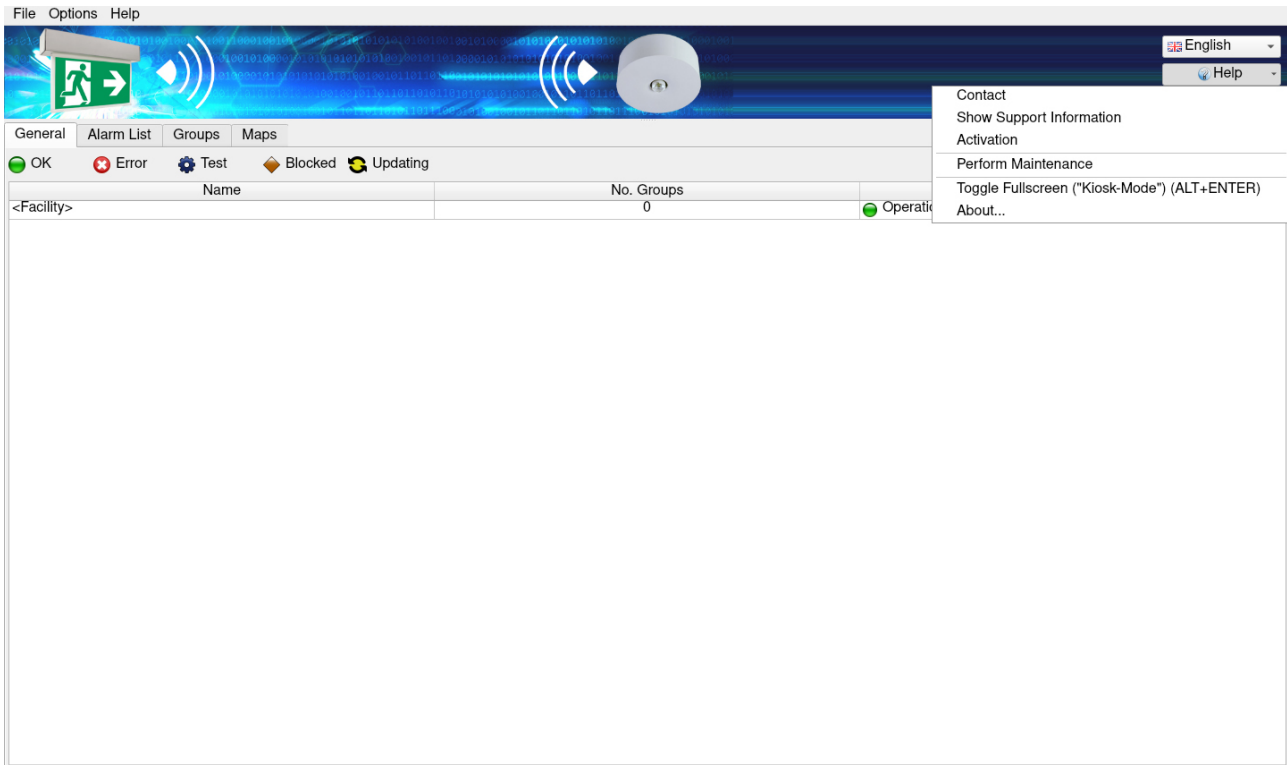 File Options Help
English
Help
Contact
Show Support Information
Activation
Perform Maintenance
Toggle Fullscreen ("Kiosk-Mode") (ALT+ENTER)
About...
General Alarm List Groups Maps
OK Error Test Blocked Updating
Name No. Groups
<Facility> 0